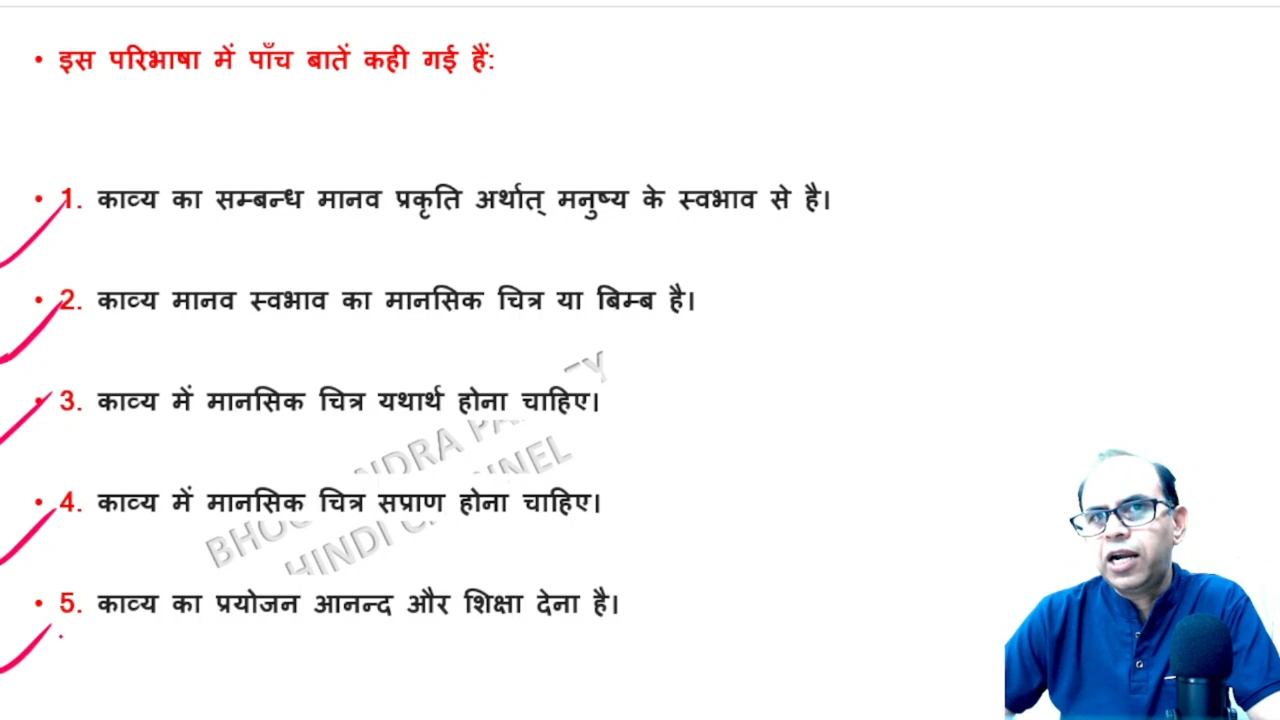 • इस परिभाषा में पाँच बातें कही गई हैं:
• 1. काव्य का सम्बन्ध मानव प्रकृति अर्थात् मनुष्य के स्वभाव से है।
• 2. काव्य मानव स्वभाव का मानसिक चित्र या बिम्ब है।
• 3. काव्य में मानसिक चित्र यथार्थ होना चाहिए।
• 4. काव्य में मानसिक चित्र सप्राण होना चाहिए।
• 5. काव्य का प्रयोजन आनन्द और शिक्षा देना है।
HINDI